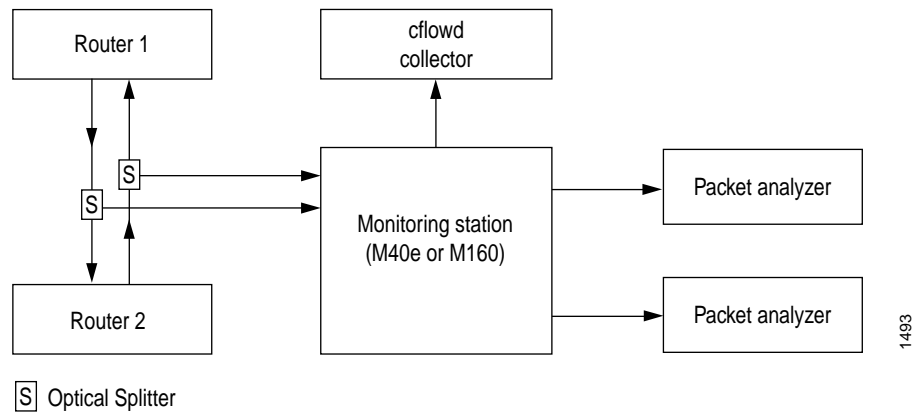 Router 1
cflowd
collector
S
S
Monitoring station
(M40e or M160)
Packet analyzer
Packet analyzer
Router 2
1493
S Optical Splitter